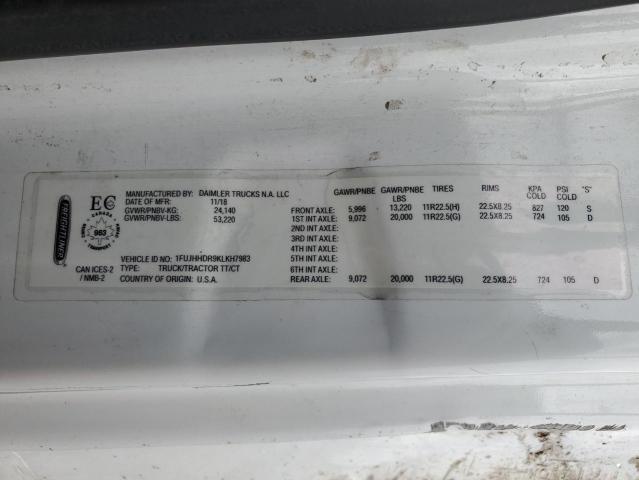 FREIGHTLINER
EC
CANADA
963
TRANSPORT
CAN ICES-2
/ NMB-2
MANUFACTURED BY: DAIMLER TRUCKS N.A. LLC
DATE OF MFR: 11/18
GVWR/PNBV-KG: 24,140
GVWR/PNBV-LBS: 53,220
VEHICLE ID NO.: 1FUJHHDR9KLKH7983
TYPE: TRUCK/TRACTOR TT/CT
COUNTRY OF ORIGIN: U.S.A.
GAWR/PNBE GAWR/PNBE LBS TIRES RIMS KPA COLD PSI COLD "S"
FRONT AXLE: 5,996 13,220 11R22.5(H) 22.5X8.25 827 120 S
1ST INT AXLE: 9,072 20,000 11R22.5(G) 22.5X8.25 724 105 D
2ND INT AXLE:
3RD INT AXLE:
4TH INT AXLE:
5TH INT AXLE:
6TH INT AXLE:
REAR AXLE: 9,072 20,000 11R22.5(G) 22.5X8.25 724 105 D